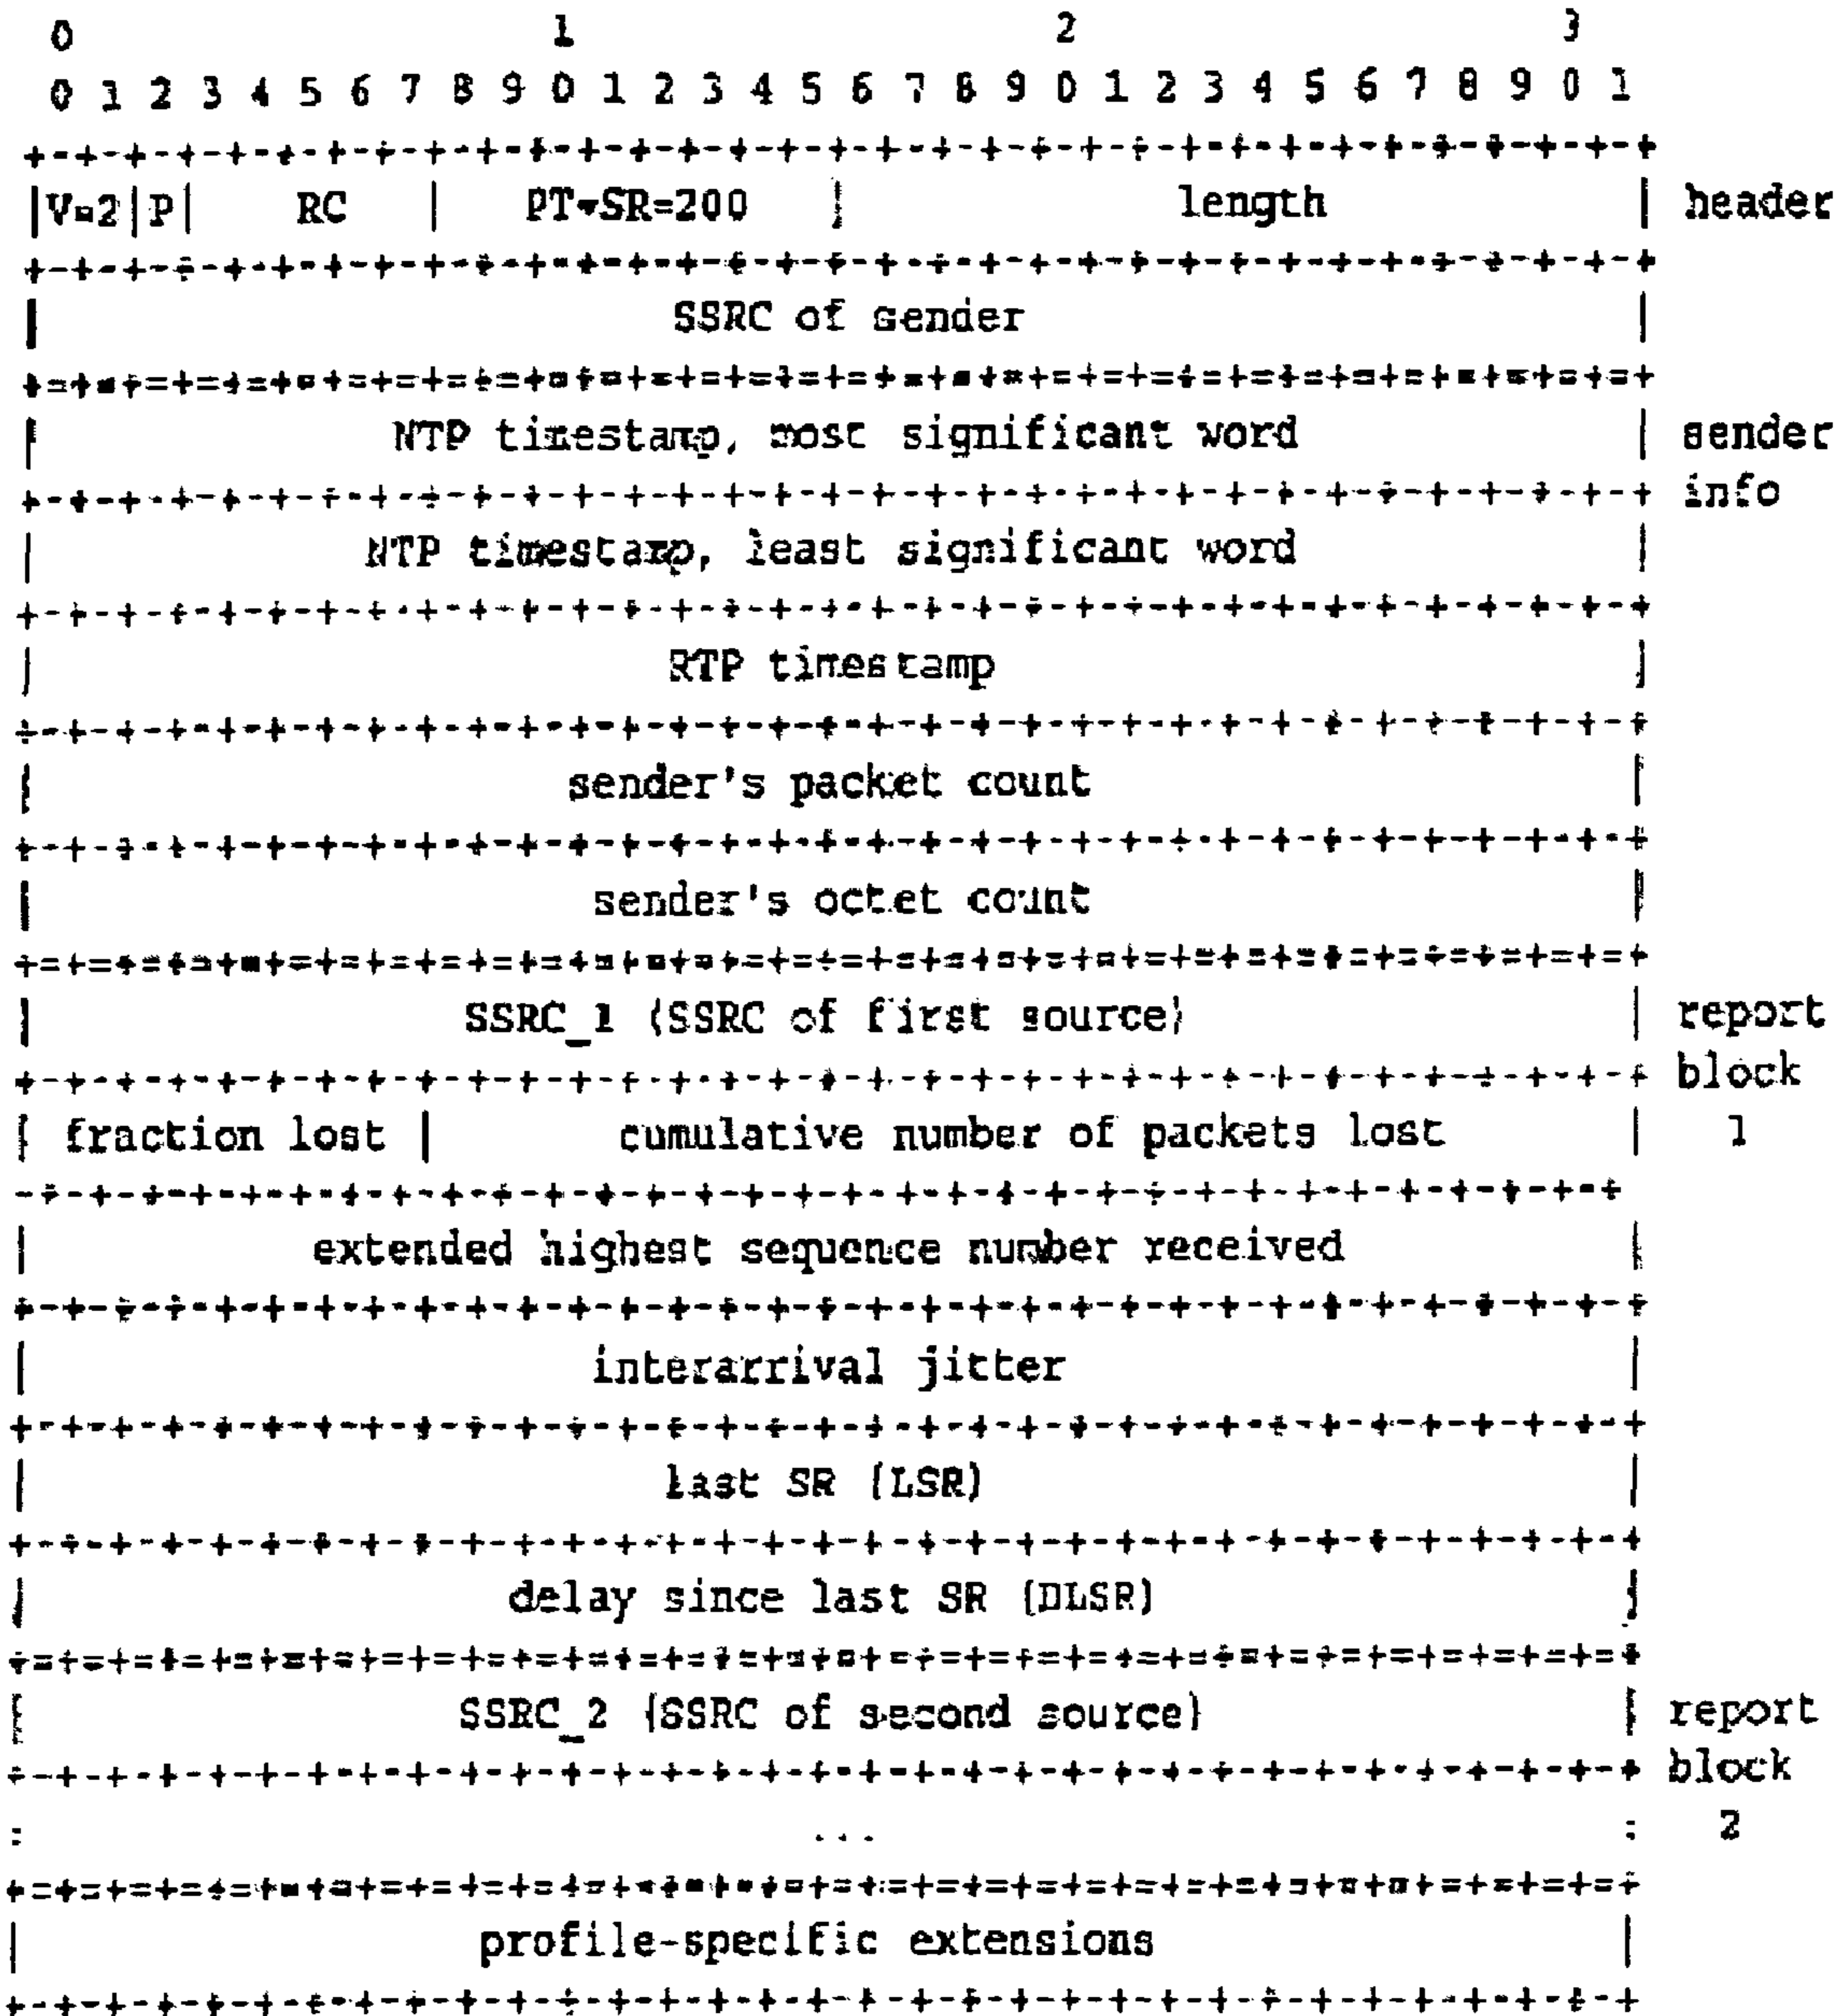 0 1 2 3
0 1 2 3 4 5 6 7 8 9 0 1 2 3 4 5 6 7 8 9 0 1 2 3 4 5 6 7 8 9 0 1
+-+-+-+-+-+-+-+-+-+-+-+-+-+-+-+-+-+-+-+-+-+-+-+-+-+-+-+-+-+-+-+-+
|V=2|P| RC | PT=SR=200 | length | header
+-+-+-+-+-+-+-+-+-+-+-+-+-+-+-+-+-+-+-+-+-+-+-+-+-+-+-+-+-+-+-+-+
| SSRC of sender |
+=+=+=+=+=+=+=+=+=+=+=+=+=+=+=+=+=+=+=+=+=+=+=+=+=+=+=+=+=+=+=+=+
| NTP timestamp, most significant word | sender
+-+-+-+-+-+-+-+-+-+-+-+-+-+-+-+-+-+-+-+-+-+-+-+-+-+-+-+-+-+-+-+-+ info
| NTP timestamp, least significant word |
+-+-+-+-+-+-+-+-+-+-+-+-+-+-+-+-+-+-+-+-+-+-+-+-+-+-+-+-+-+-+-+-+
| RTP timestamp |
+-+-+-+-+-+-+-+-+-+-+-+-+-+-+-+-+-+-+-+-+-+-+-+-+-+-+-+-+-+-+-+-+
| sender's packet count |
+-+-+-+-+-+-+-+-+-+-+-+-+-+-+-+-+-+-+-+-+-+-+-+-+-+-+-+-+-+-+-+-+
| sender's octet count |
+=+=+=+=+=+=+=+=+=+=+=+=+=+=+=+=+=+=+=+=+=+=+=+=+=+=+=+=+=+=+=+=+
| SSRC_1 (SSRC of first source) | report
+-+-+-+-+-+-+-+-+-+-+-+-+-+-+-+-+-+-+-+-+-+-+-+-+-+-+-+-+-+-+-+-+ block
| fraction lost | cumulative number of packets lost | 1
-+-+-+-+-+-+-+-+-+-+-+-+-+-+-+-+-+-+-+-+-+-+-+-+-+-+-+-+-+-+-+-+
| extended highest sequence number received |
+-+-+-+-+-+-+-+-+-+-+-+-+-+-+-+-+-+-+-+-+-+-+-+-+-+-+-+-+-+-+-+-+
| interarrival jitter |
+-+-+-+-+-+-+-+-+-+-+-+-+-+-+-+-+-+-+-+-+-+-+-+-+-+-+-+-+-+-+-+-+
| last SR (LSR) |
+-+-+-+-+-+-+-+-+-+-+-+-+-+-+-+-+-+-+-+-+-+-+-+-+-+-+-+-+-+-+-+-+
| delay since last SR (DLSR) |
+=+=+=+=+=+=+=+=+=+=+=+=+=+=+=+=+=+=+=+=+=+=+=+=+=+=+=+=+=+=+=+=+
| SSRC_2 (SSRC of second source) | report
+-+-+-+-+-+-+-+-+-+-+-+-+-+-+-+-+-+-+-+-+-+-+-+-+-+-+-+-+-+-+-+-+ block
: ... : 2
+=+=+=+=+=+=+=+=+=+=+=+=+=+=+=+=+=+=+=+=+=+=+=+=+=+=+=+=+=+=+=+=+
| profile-specific extensions |
+-+-+-+-+-+-+-+-+-+-+-+-+-+-+-+-+-+-+-+-+-+-+-+-+-+-+-+-+-+-+-+-+